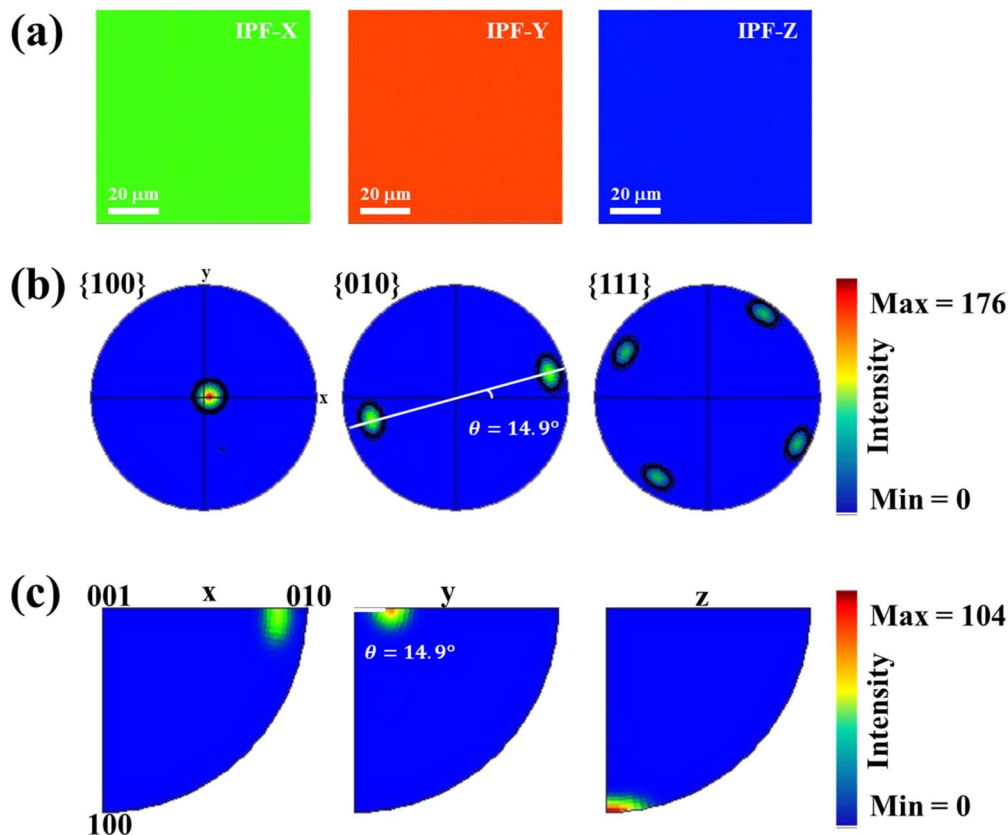 (a)
IPF-X
IPF-Y
IPF-Z
20 μm
20 μm
20 μm
(b)
{100}
y
x
{010}
θ = 14.9°
{111}
Max = 176
Intensity
Min = 0
(c)
001
x
010
100
y
θ = 14.9°
z
Max = 104
Intensity
Min = 0